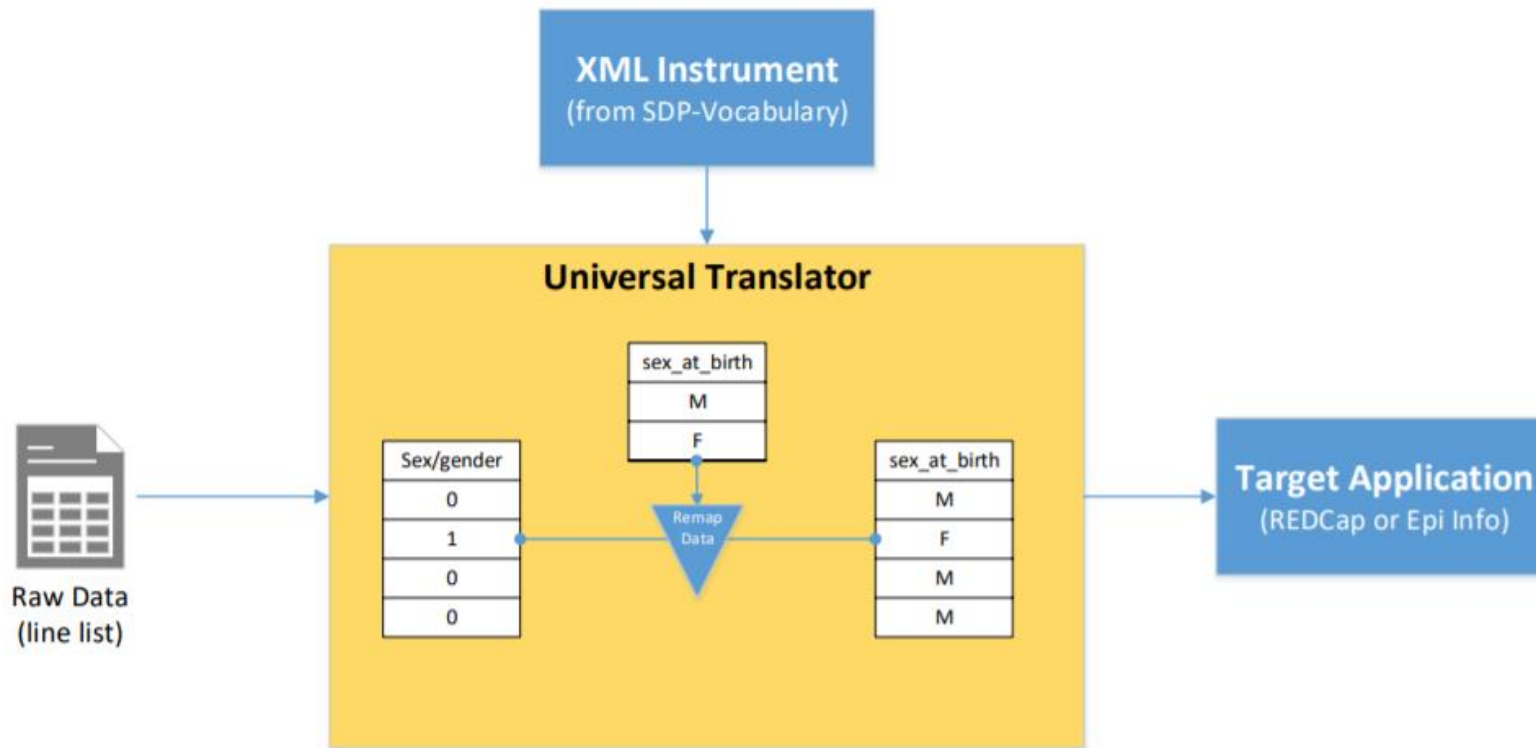 XML Instrument
(from SDP-Vocabulary)
Universal Translator
sex_at_birth
M
F
Sex/gender
0
1
0
0
Remap
Data
sex_at_birth
M
F
M
M
Raw Data
(line list)
Target Application
(REDCap or Epi Info)